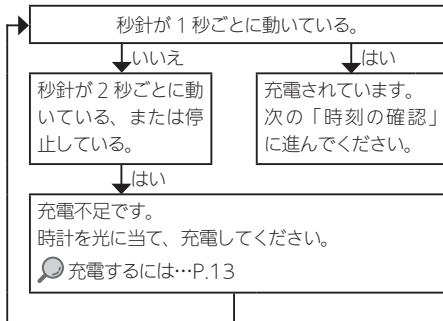 秒針が1秒ごとに動いている。
いいえ
はい
秒針が2秒ごとに動
いている、または停
止している。
充電されています。
次の「時刻の確認」
に進んでください。
はい
充電不足です。
時計を光に当て、充電してください。
充電するには…P.13